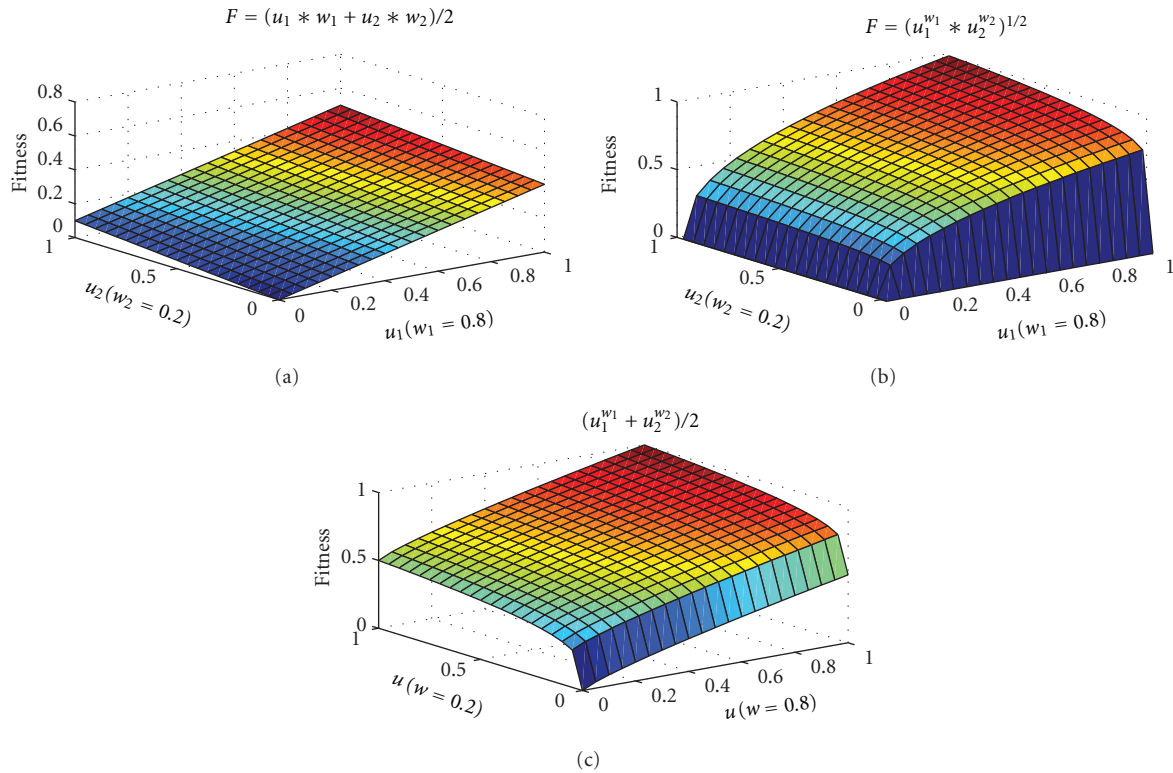 F = (u₁ * w₁ + u₂ * w₂)/2
0.8
0.6
0.4
0.2
0
Fitness
1
0.5
0
u₂(w₂ = 0.2)
0
0.2
0.4
0.6
0.8
1
u₁(w₁ = 0.8)
(a)
F = (u₁^{w₁} * u₂^{w₂})^{1/2}
1
0.5
0
Fitness
1
0.5
0
u₂(w₂ = 0.2)
0
0.2
0.4
0.6
0.8
1
u₁(w₁ = 0.8)
(b)
(u₁^{w₁} + u₂^{w₂})/2
1
0.5
0
Fitness
1
0.5
0
u(w = 0.2)
0
0.2
0.4
0.6
0.8
1
u(w = 0.8)
(c)